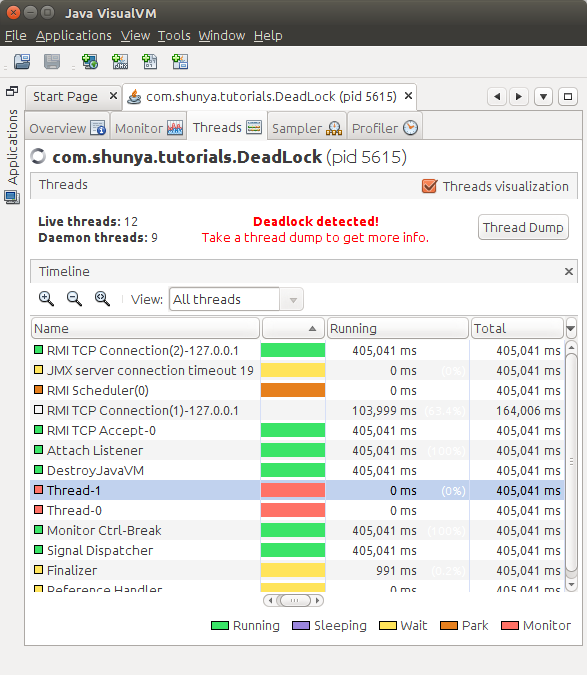 Java VisualVM
File Applications View Tools Window Help
Applications
Start Page com.shunya.tutorials.DeadLock (pid 5615)
Overview Monitor Threads Sampler Profiler
com.shunya.tutorials.DeadLock (pid 5615)
Threads Threads visualization
Live threads: 12 Deadlock detected!
Daemon threads: 9 Take a thread dump to get more info.
Thread Dump
Timeline
View: All threads
Name Running Total
RMI TCP Connection(2)-127.0.0.1 405,041 ms 405,041 ms
JMX server connection timeout 19 0 ms (0%) 405,041 ms
RMI Scheduler(0) 0 ms 405,041 ms
RMI TCP Connection(1)-127.0.0.1 103,999 ms (63.4%) 164,006 ms
RMI TCP Accept-0 405,041 ms 405,041 ms
Attach Listener 405,041 ms (100%) 405,041 ms
DestroyJavaVM 405,041 ms 405,041 ms
Thread-1 0 ms (0%) 405,041 ms
Thread-0 0 ms 405,041 ms
Monitor Ctrl-Break 405,041 ms (100%) 405,041 ms
Signal Dispatcher 405,041 ms 405,041 ms
Finalizer 991 ms (0.2%) 405,041 ms
Reference Handler 0 ms 405,041 ms
Running Sleeping Wait Park Monitor